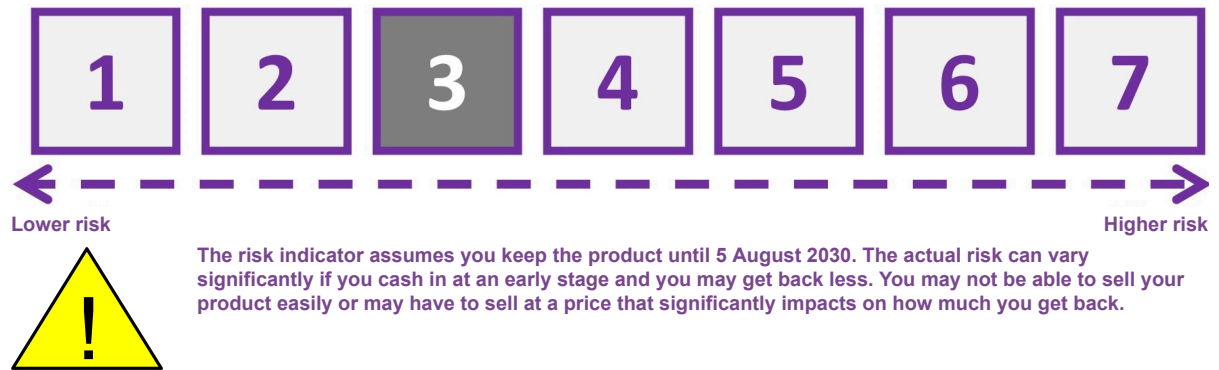 1 2 3 4 5 6 7
Lower risk Higher risk
The risk indicator assumes you keep the product until 5 August 2030. The actual risk can vary
significantly if you cash in at an early stage and you may get back less. You may not be able to sell your
product easily or may have to sell at a price that significantly impacts on how much you get back.
!